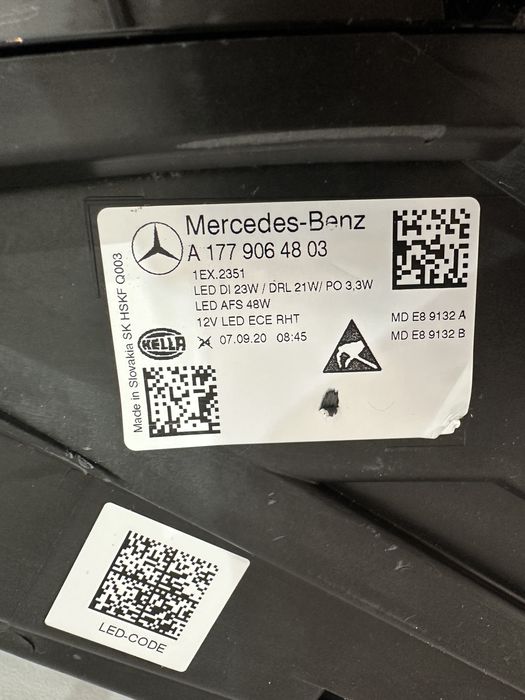 Mercedes-Benz
A 177 906 48 03
1EX.2351
LED DI 23W / DRL 21W/ PO 3,3W
LED AFS 48W
12V LED ECE RHT
MD E8 9132 A
MD E8 9132 B
HELLA
07.09.20 08:45
Made in Slovakia SK HSKF Q003
LED-CODE